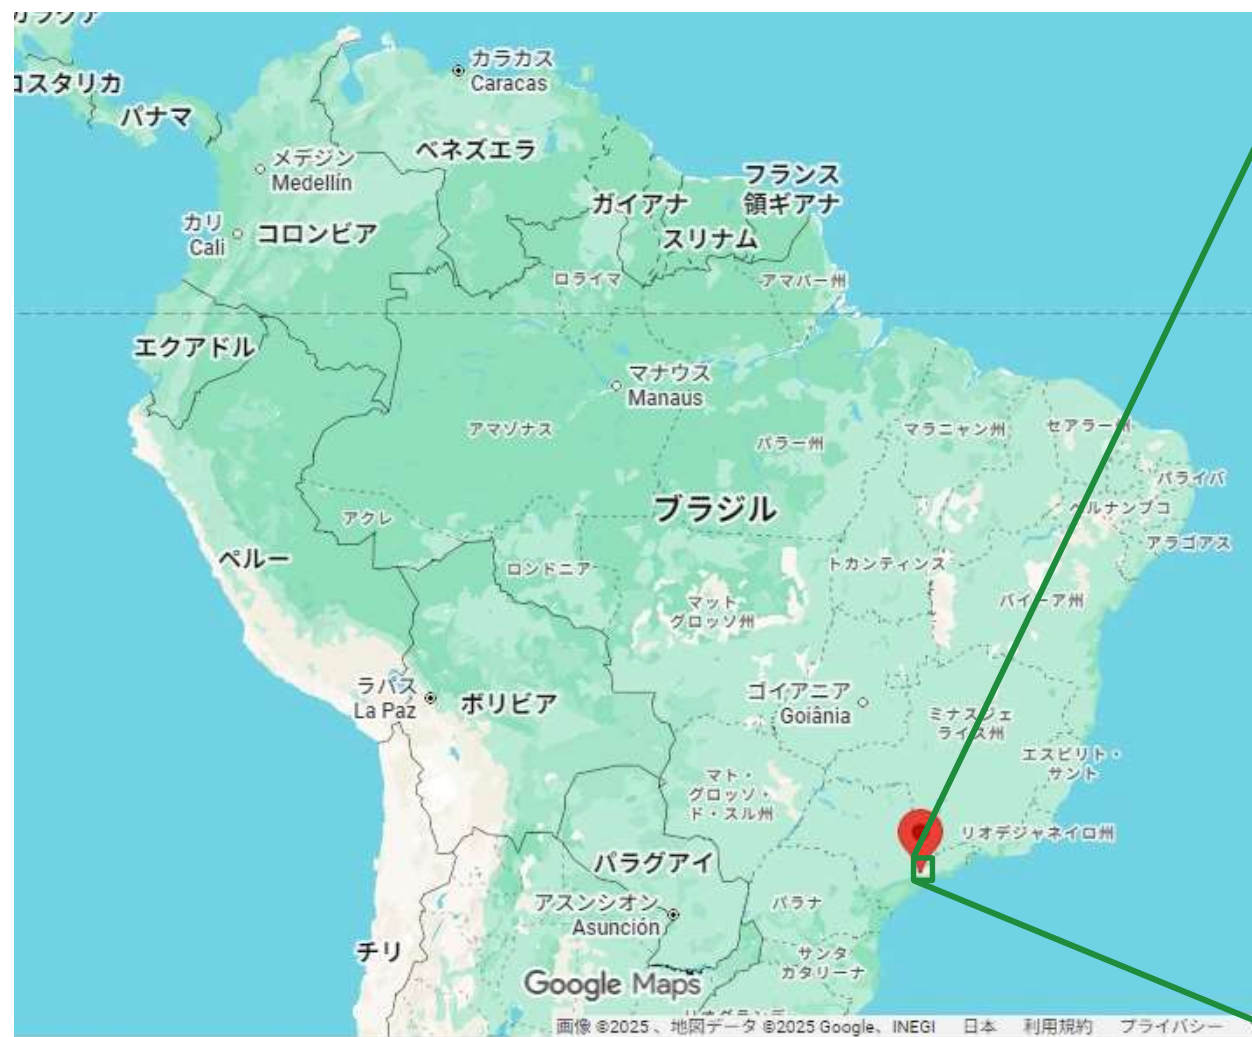 カラカス
Caracas
コスタリカ
パナマ
ベネズエラ
メデジン
Medellín
フランス
領ギアナ
ガイアナ
カリ
Cali
コロンビア
スリナム
ロライマ
アマパー州
エクアドル
マナウス
Manaus
アマゾナス
パラー州
マラニャン州
セアラー州
パライバ
ブラジル
ペルナンブコ
アクレ
アラゴアス
ペルー
ロンドニア
トカンティンス
マット
グロッソ州
バイーア州
ラパス
La Paz
ボリビア
ゴイアニア
Goiânia
ミナスジェ
ライス州
エスピリト・
サント
マト・
グロッソ・
ド・スル州
リオデジャネイロ州
パラグアイ
アスンシオン
Asunción
パラナ
チリ
サンタ
カタリーナ
Google Maps
画像 ©2025 、地図データ ©2025 Google、INEGI 日本 利用規約 プライバシー